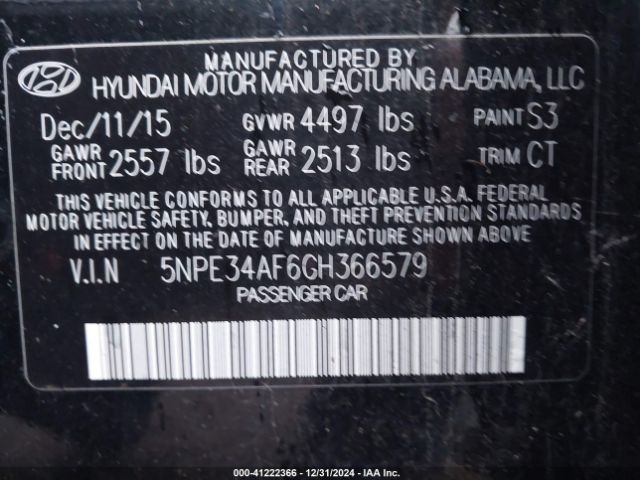 MANUFACTURED BY
HYUNDAI MOTOR MANUFACTURING ALABAMA, LLC
Dec/11/15 GVWR 4497 lbs PAINT S3
GAWR FRONT 2557 lbs GAWR REAR 2513 lbs TRIM CT
THIS VEHICLE CONFORMS TO ALL APPLICABLE U.S.A. FEDERAL
MOTOR VEHICLE SAFETY, BUMPER, AND THEFT PREVENTION STANDARDS
IN EFFECT ON THE DATE OF MANUFACTURE SHOWN ABOVE.
V.I.N 5NPE34AF6GH366579
PASSENGER CAR
000-41222366 - 12/31/2024 - IAA Inc.